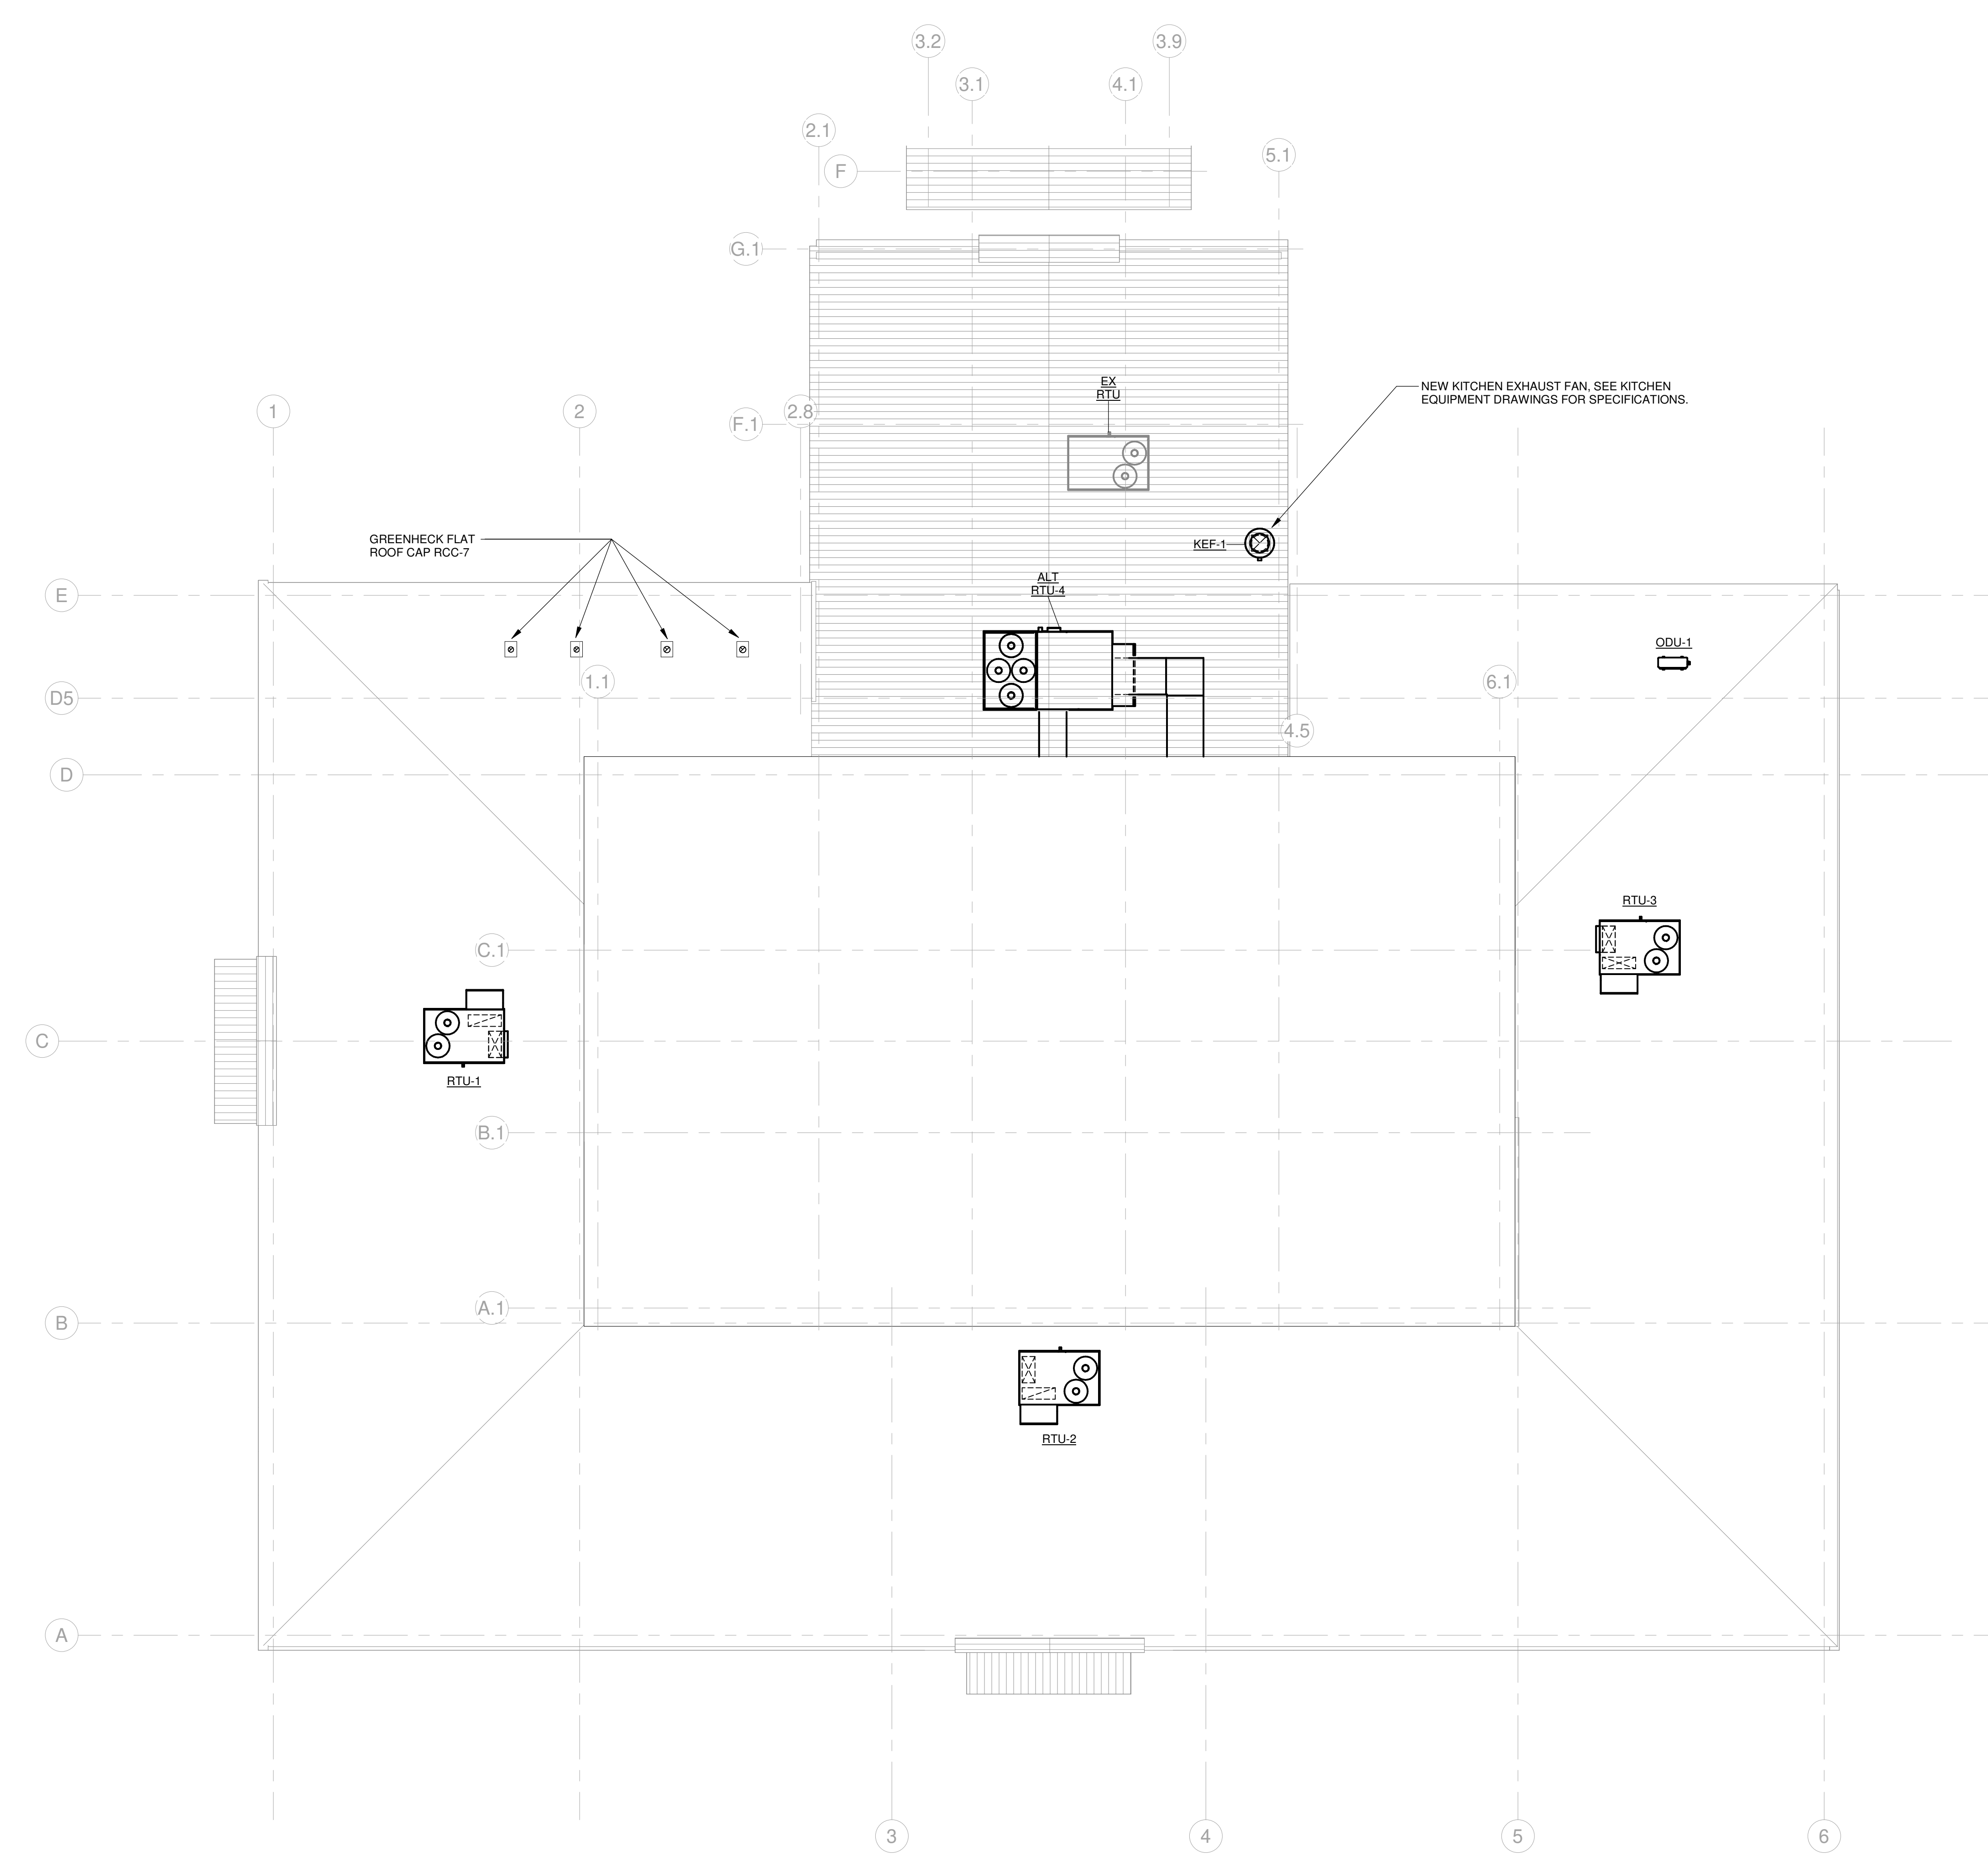 3.2
3.9
3.1
4.1
2.1
5.1
F
G.1
EX
RTU
NEW KITCHEN EXHAUST FAN, SEE KITCHEN
EQUIPMENT DRAWINGS FOR SPECIFICATIONS.
1
2
2.8
F.1
GREENHECK FLAT
ROOF CAP RCC-7
KEF-1
ALT
RTU-4
E
ODU-1
1.1
6.1
D5
4.5
D
RTU-3
C.1
C
RTU-1
B.1
A.1
B
RTU-2
A
3
4
5
6